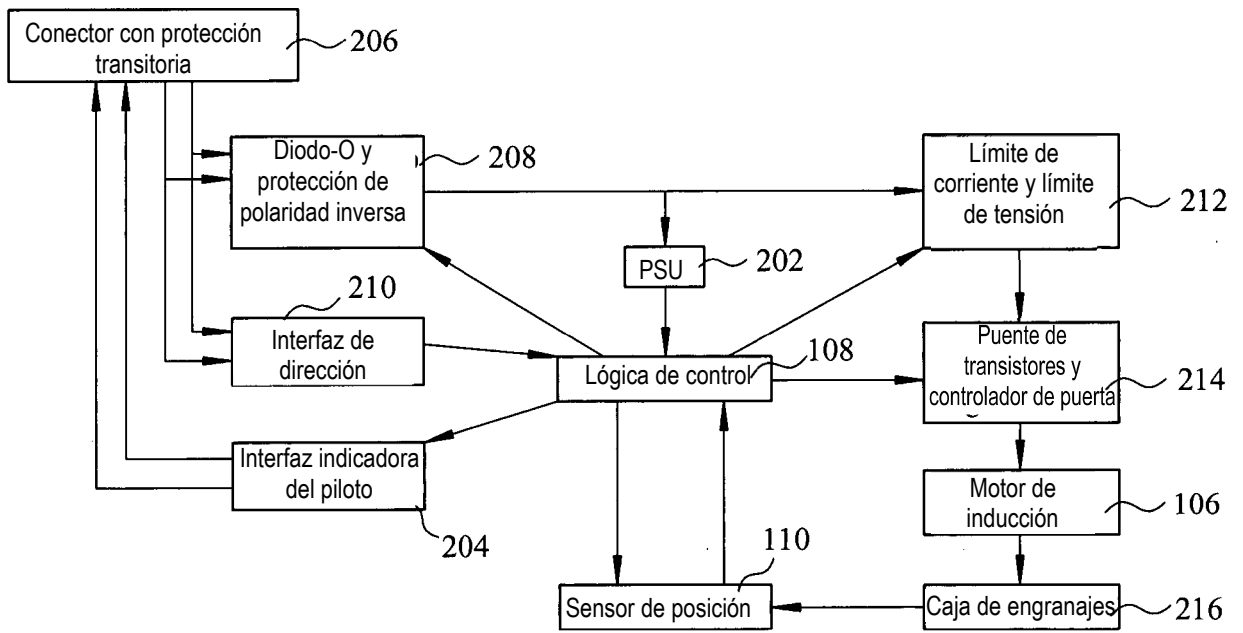 Conector con protección
transitoria
206
Diodo-O y
protección de
polaridad inversa
208
Límite de
corriente y límite
de tensión
212
PSU
202
210
Interfaz de
dirección
Lógica de control
108
Puente de
transistores y
controlador de puerta
214
Interfaz indicadora
del piloto
204
Motor de
inducción
106
110
Sensor de posición
Caja de engranajes
216